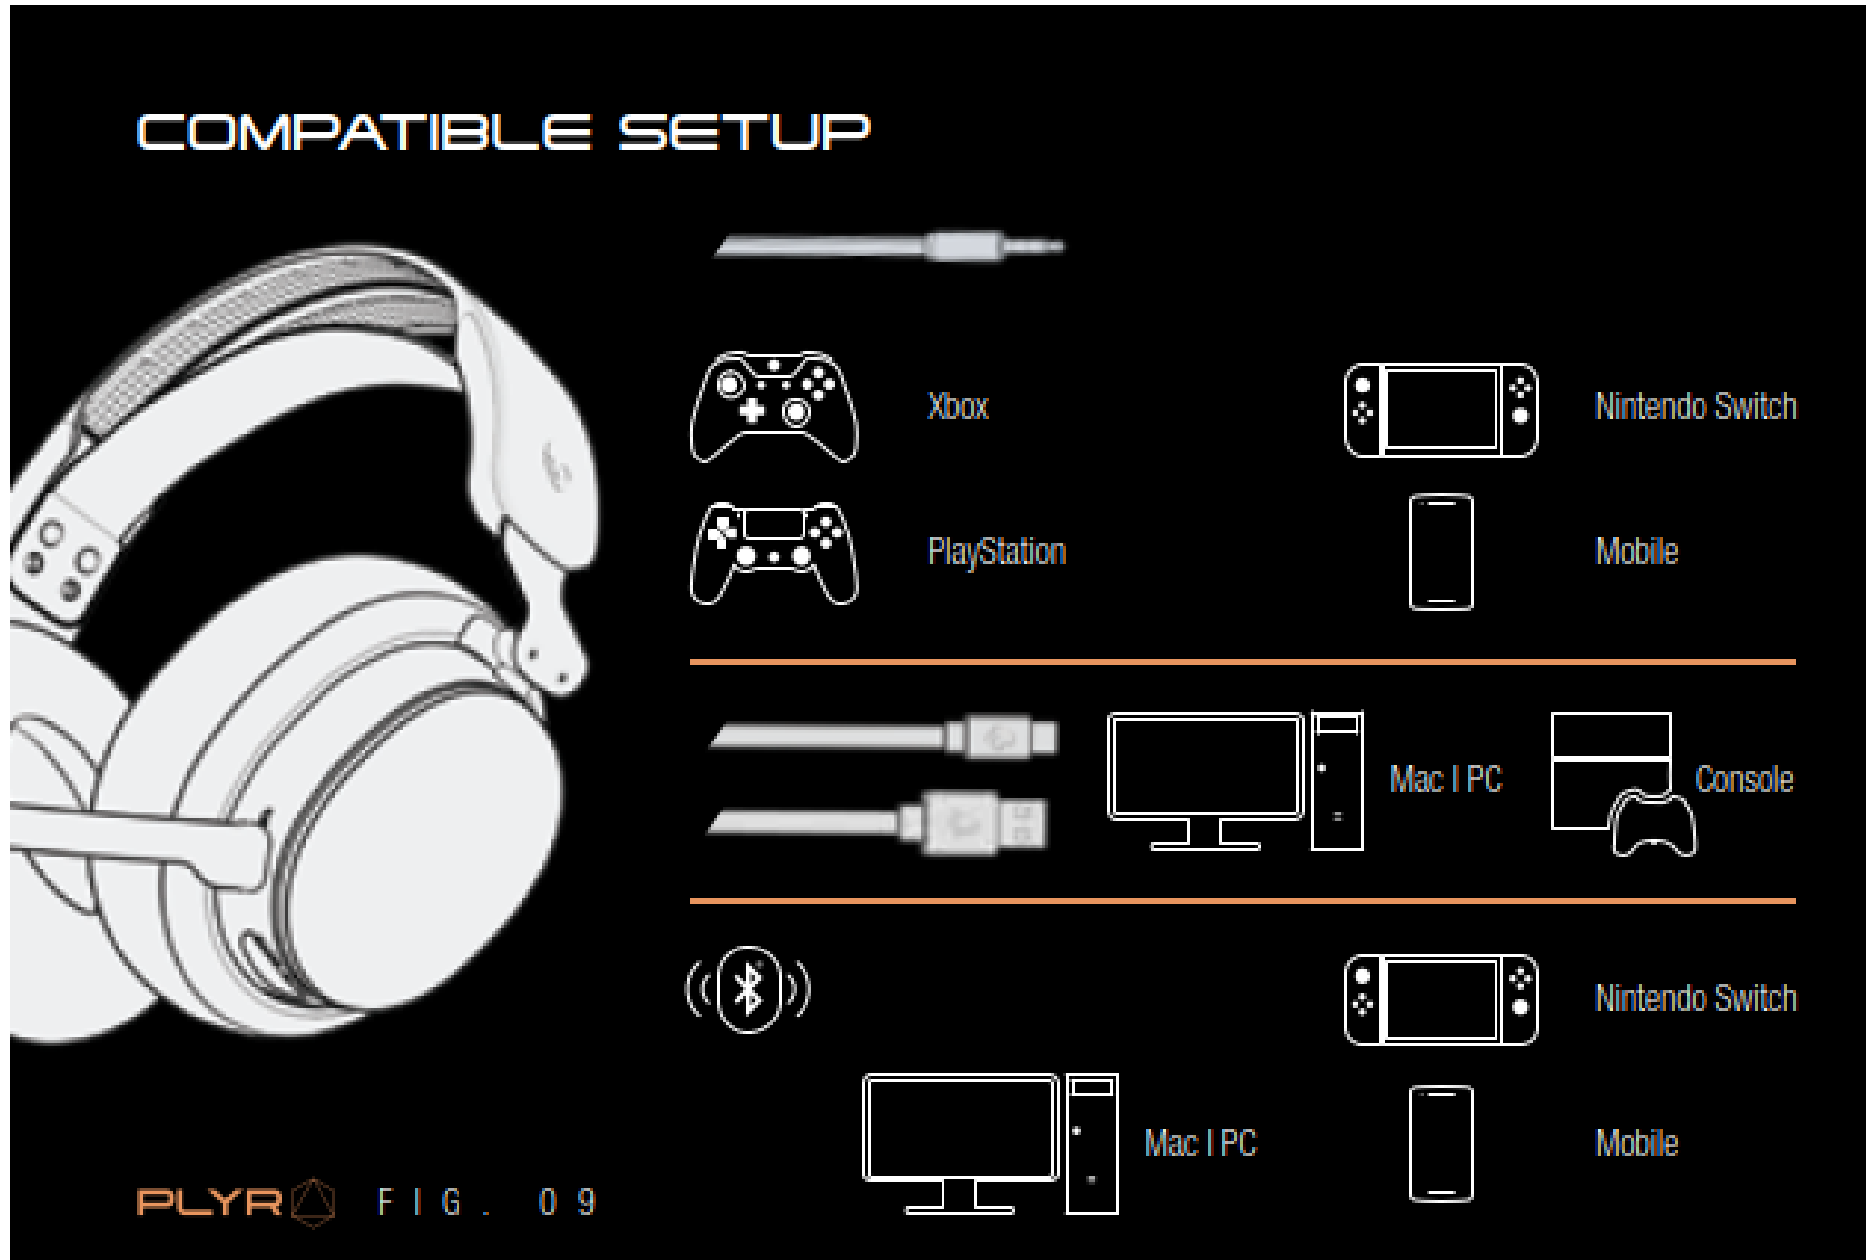 COMPATIBLE SETUP
Xbox
Nintendo Switch
PlayStation
Mobile
Mac | PC
Console
Nintendo Switch
Mac | PC
Mobile
PLYR FIG. 09